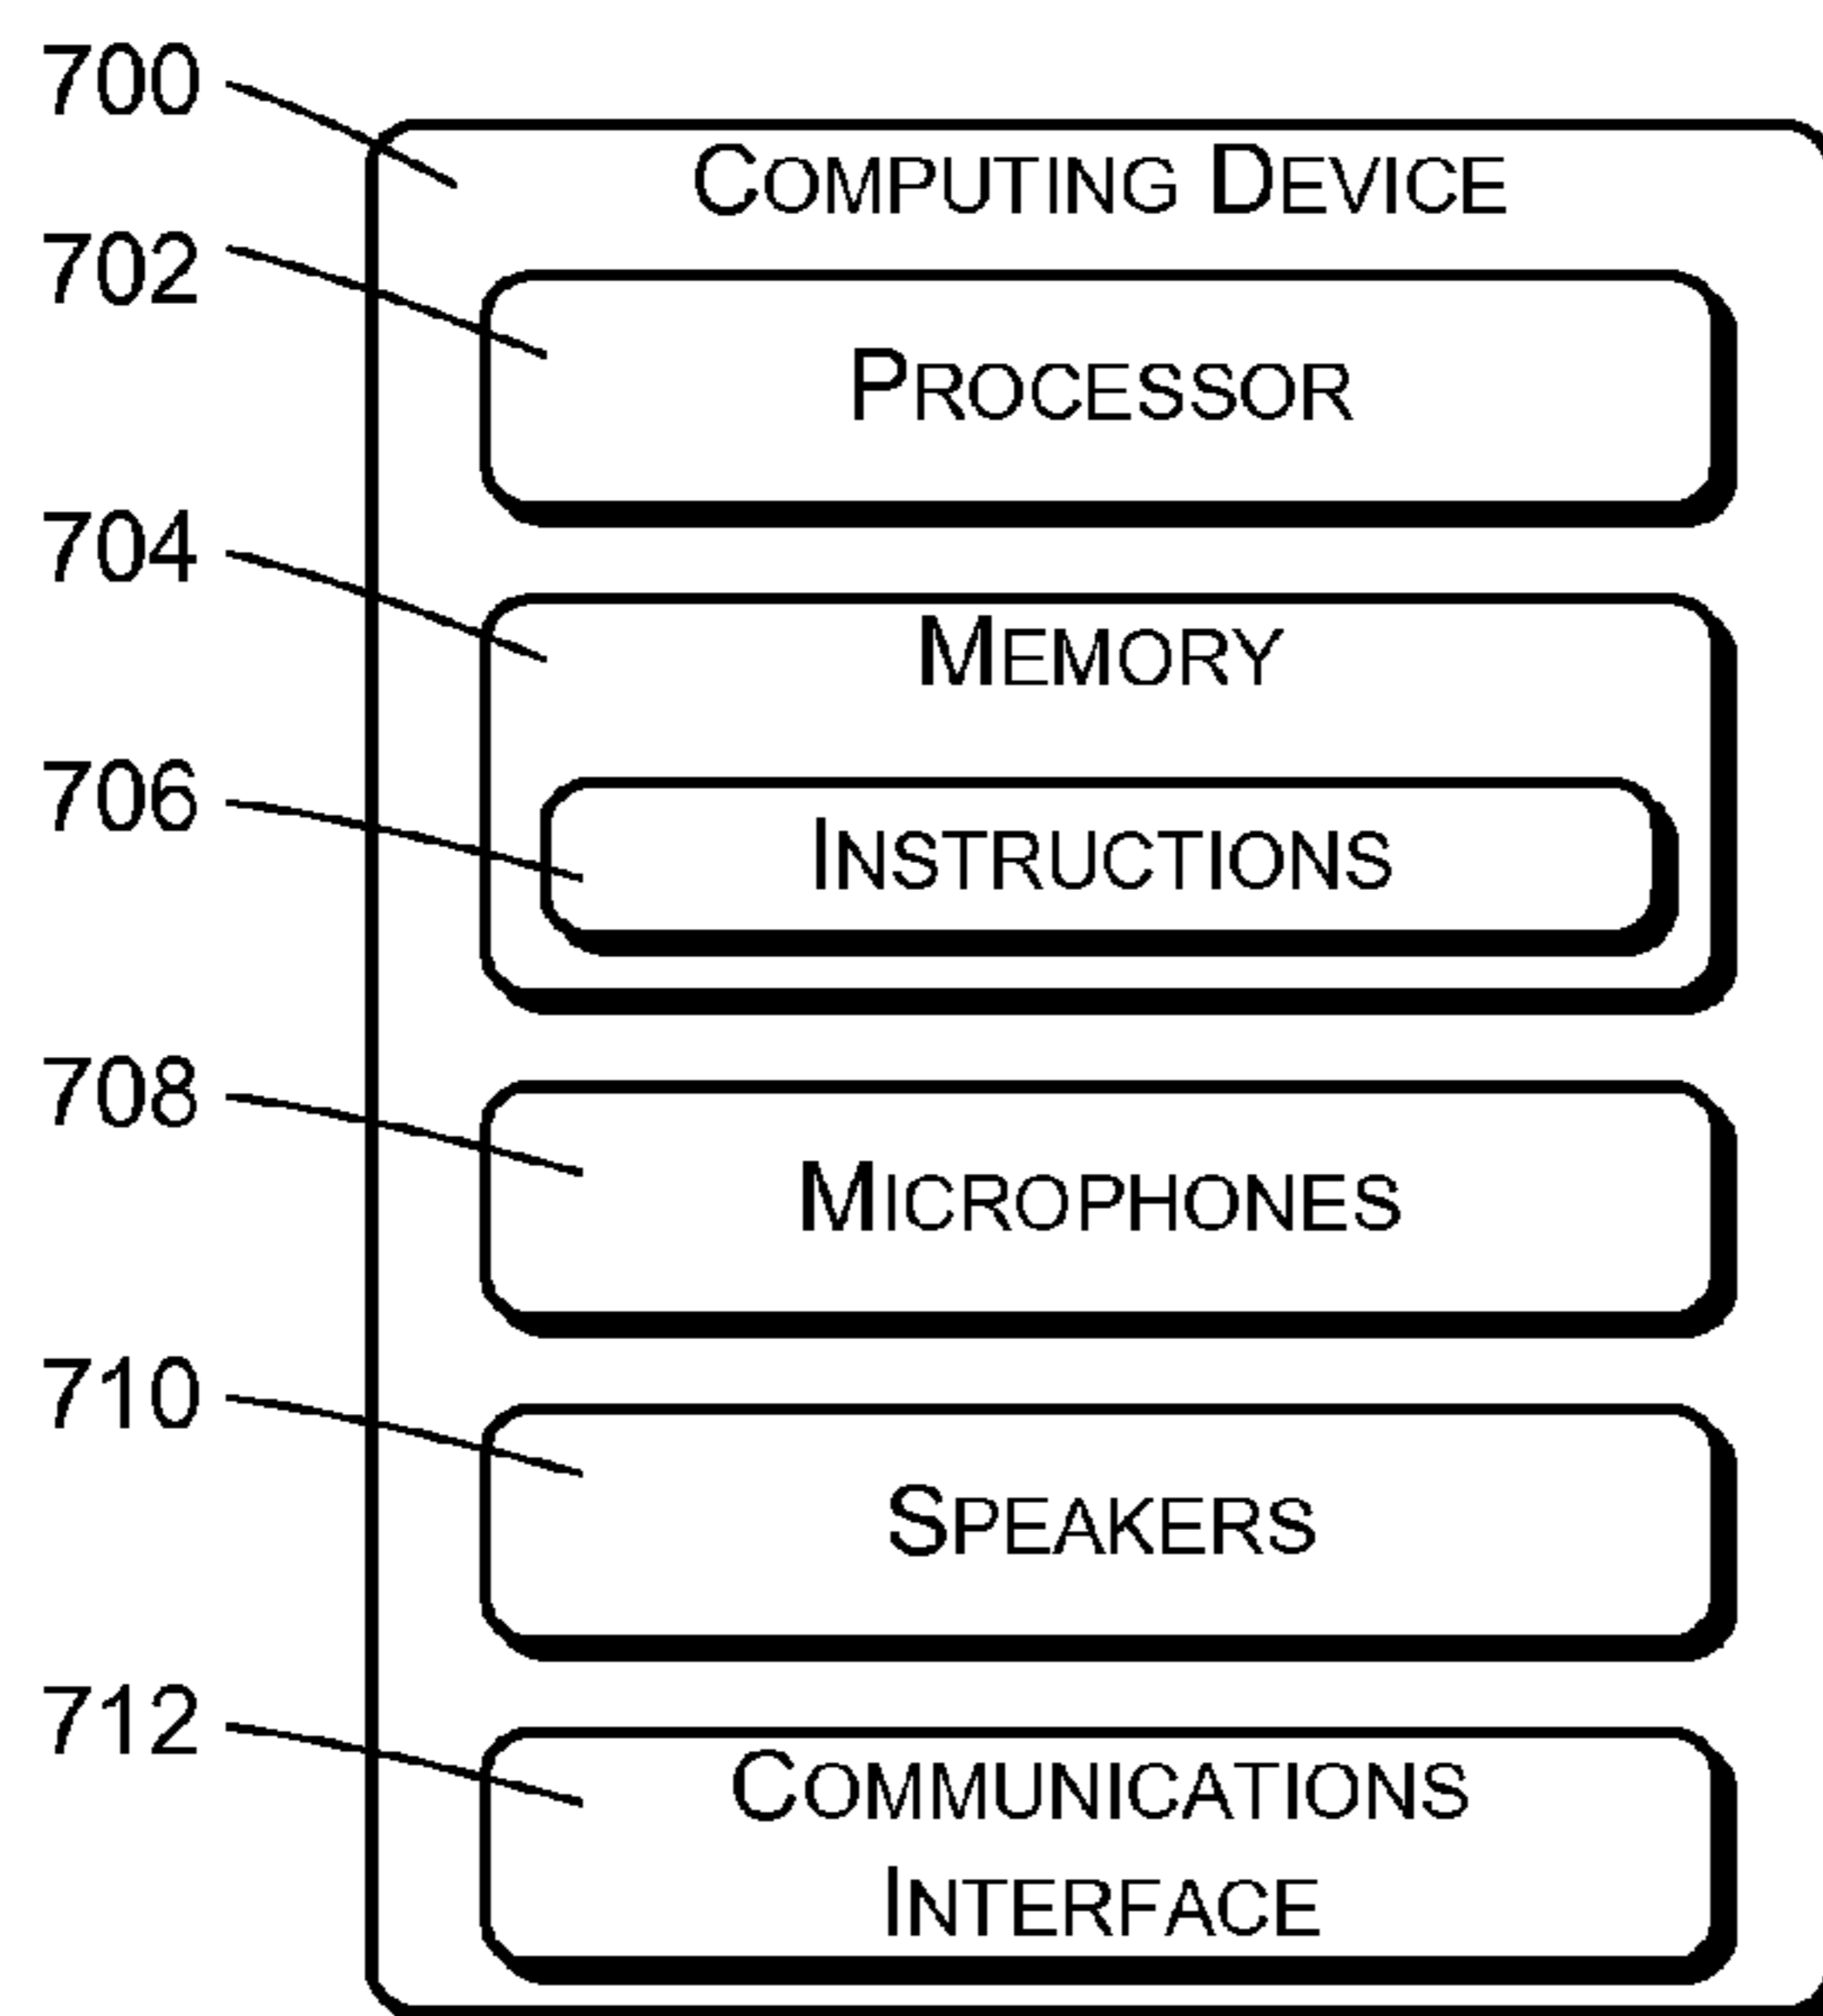 700
COMPUTING DEVICE
702
PROCESSOR
704
MEMORY
706
INSTRUCTIONS
708
MICROPHONES
710
SPEAKERS
712
COMMUNICATIONS
INTERFACE